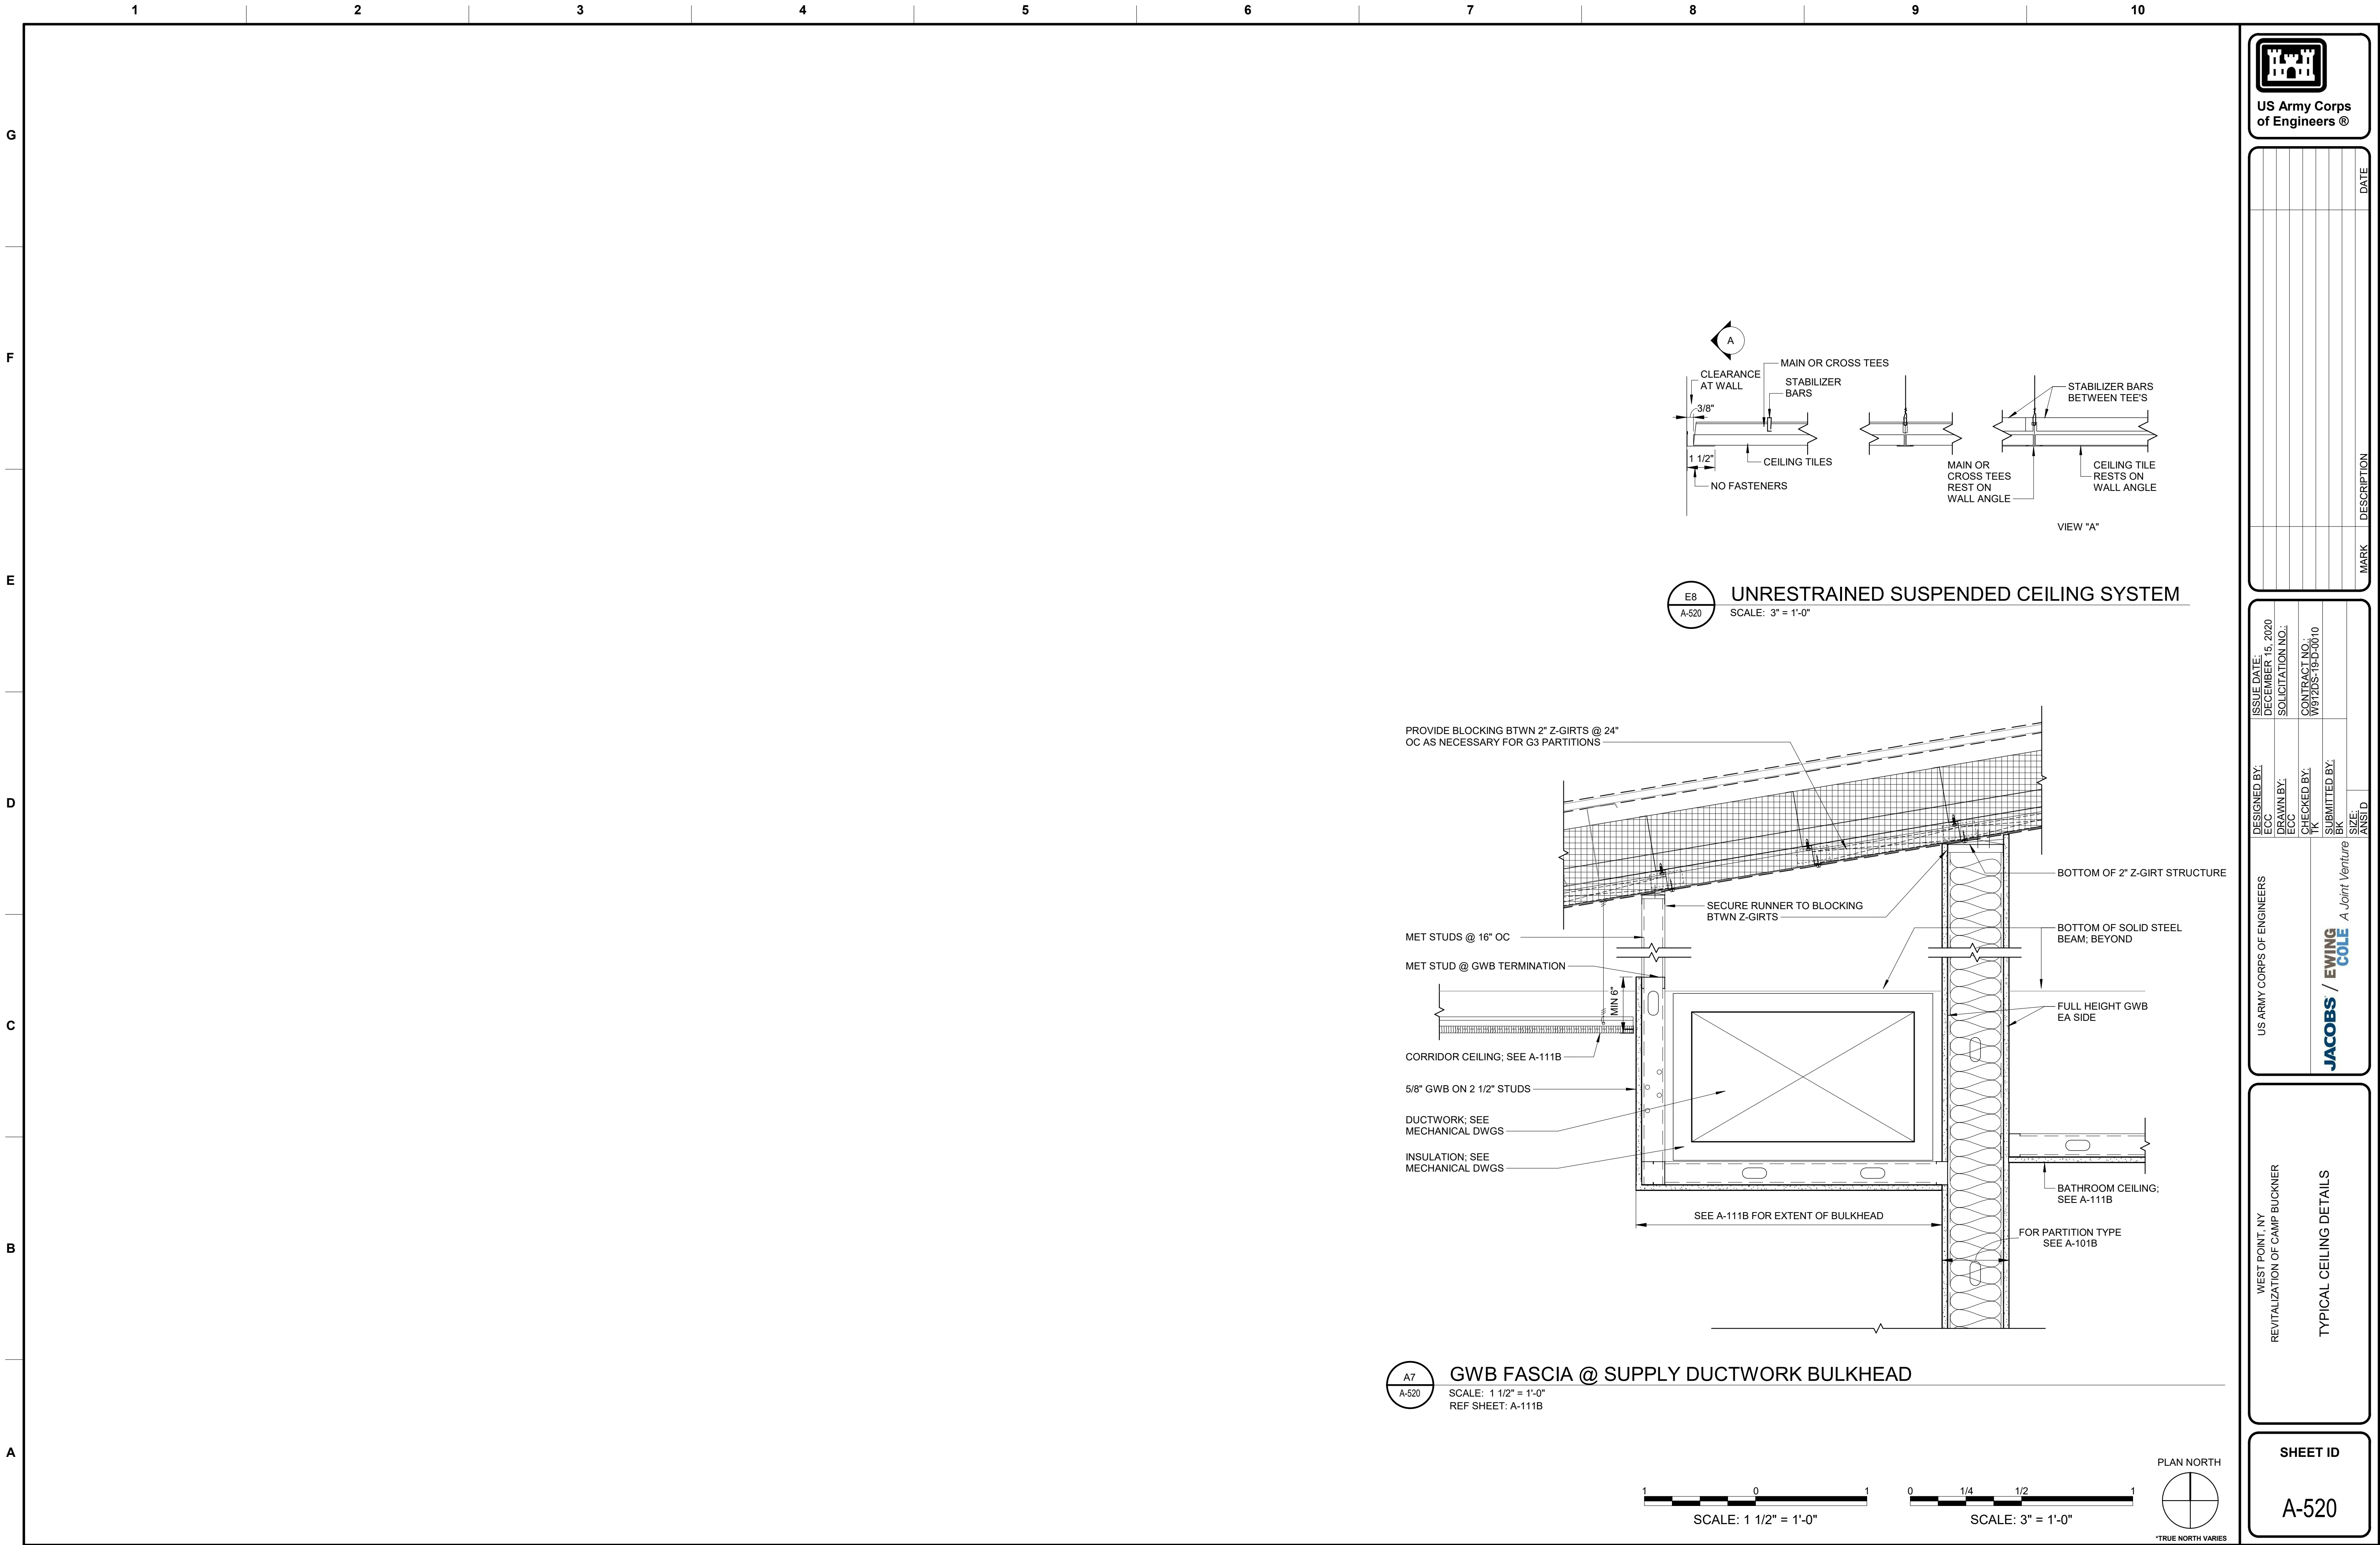 1 2 3 4 5 6 7 8 9 10
G
F
E
D
C
B
A
A
MAIN OR CROSS TEES
CLEARANCE
AT WALL
STABILIZER
BARS
3/8"
1 1/2"
CEILING TILES
NO FASTENERS
STABILIZER BARS
BETWEEN TEE'S
MAIN OR
CROSS TEES
REST ON
WALL ANGLE
CEILING TILE
RESTS ON
WALL ANGLE
VIEW "A"
E8
A-520
UNRESTRAINED SUSPENDED CEILING SYSTEM
SCALE: 3" = 1'-0"
PROVIDE BLOCKING BTWN 2" Z-GIRTS @ 24"
OC AS NECESSARY FOR G3 PARTITIONS
BOTTOM OF 2" Z-GIRT STRUCTURE
SECURE RUNNER TO BLOCKING
BTWN Z-GIRTS
MET STUDS @ 16" OC
BOTTOM OF SOLID STEEL
BEAM; BEYOND
MET STUD @ GWB TERMINATION
MIN 6"
FULL HEIGHT GWB
EA SIDE
CORRIDOR CEILING; SEE A-111B
5/8" GWB ON 2 1/2" STUDS
DUCTWORK; SEE
MECHANICAL DWGS
INSULATION; SEE
MECHANICAL DWGS
BATHROOM CEILING;
SEE A-111B
SEE A-111B FOR EXTENT OF BULKHEAD
FOR PARTITION TYPE
SEE A-101B
A7
A-520
GWB FASCIA @ SUPPLY DUCTWORK BULKHEAD
SCALE: 1 1/2" = 1'-0"
REF SHEET: A-111B
1 0 1
SCALE: 1 1/2" = 1'-0"
0 1/4 1/2 1
SCALE: 3" = 1'-0"
PLAN NORTH
*TRUE NORTH VARIES
US Army Corps
of Engineers ®
MARK DESCRIPTION DATE
DESIGNED BY:
ECC
DRAWN BY:
ECC
CHECKED BY:
TK
SUBMITTED BY:
BK
SIZE:
ANSI D
ISSUE DATE:
DECEMBER 15, 2020
SOLICITATION NO.:
CONTRACT NO.:
W912DS-19-D-0010
US ARMY CORPS OF ENGINEERS
JACOBS / EWING
COLE
A Joint Venture
WEST POINT, NY
REVITALIZATION OF CAMP BUCKNER
TYPICAL CEILING DETAILS
SHEET ID
A-520